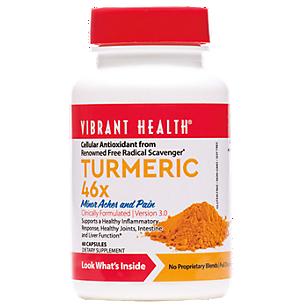 VIBRANT HEALTH®
Cellular Antioxidant from
Renowned Free Radical Scavenger*
TURMERIC
46x
Minor Aches and Pain
Clinically Formulated | Version 3.0
Supports a Healthy Inflammatory
Response, Healthy Joints, Intestine,
and Liver Function*
60 CAPSULES
DIETARY SUPPLEMENT
Look What's Inside
No Proprietary Blends